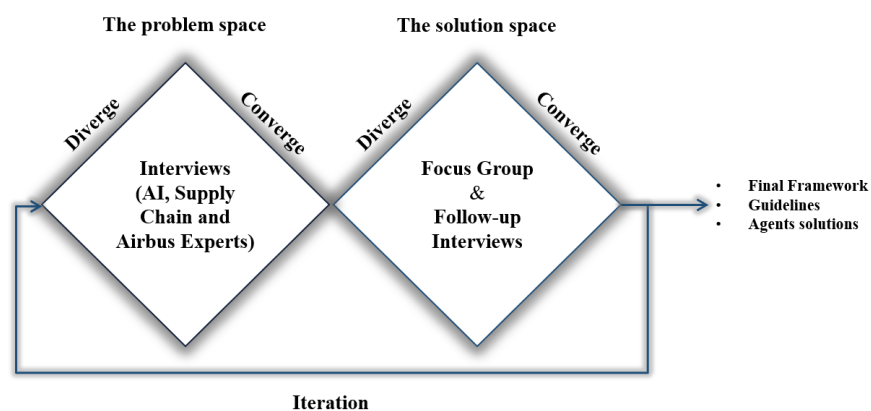 The problem space
The solution space
Diverge
Converge
Diverge
Converge
Interviews
(AI, Supply
Chain and
Airbus Experts)
Focus Group
&
Follow-up
Interviews
• Final Framework
• Guidelines
• Agents solutions
Iteration